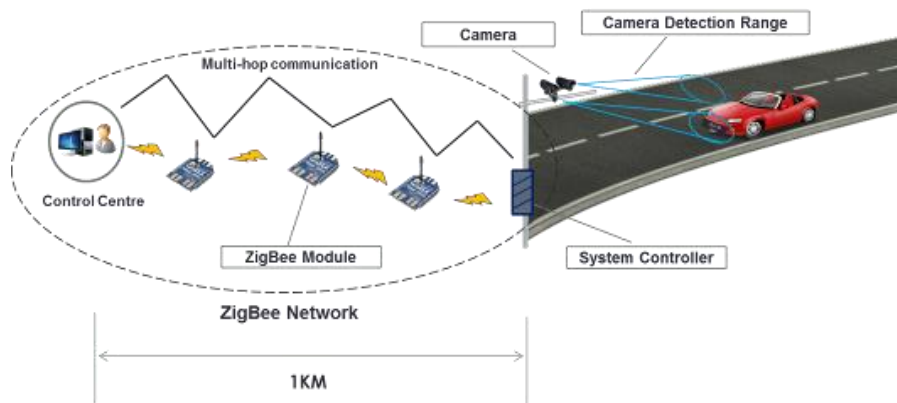 Camera
Camera Detection Range
Multi-hop communication
Control Centre
ZigBee Module
System Controller
ZigBee Network
1KM